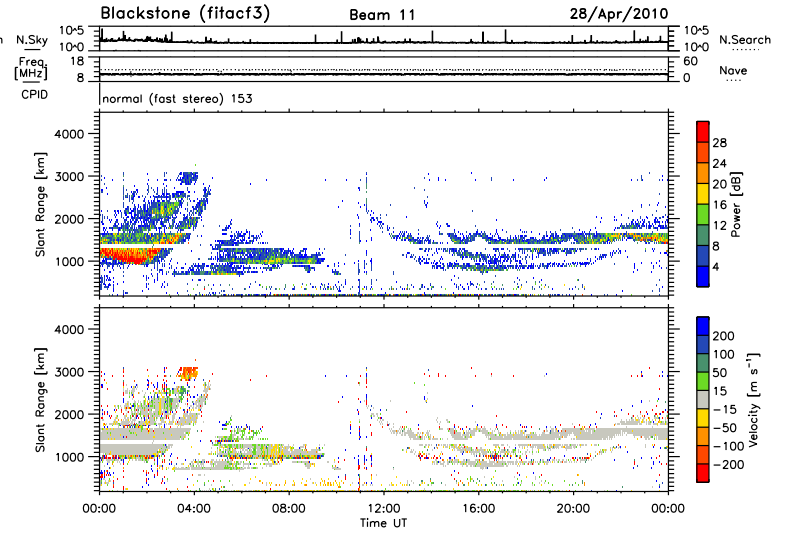 Blackstone (fitacf3) Beam 11 28/Apr/2010
N.Sky 10^5 10^0 10^5 10^0 N.Search
Freq. [MHz] 18 8 60 0 Nave
CPID normal (fast stereo) 153
Slant Range [km] 4000 3000 2000 1000
28 24 20 16 12 8 4 Power [dB]
Slant Range [km] 4000 3000 2000 1000
200 100 50 15 −15 −50 −100 −200 Velocity [m s⁻¹]
00:00 04:00 08:00 12:00 16:00 20:00 00:00
Time UT